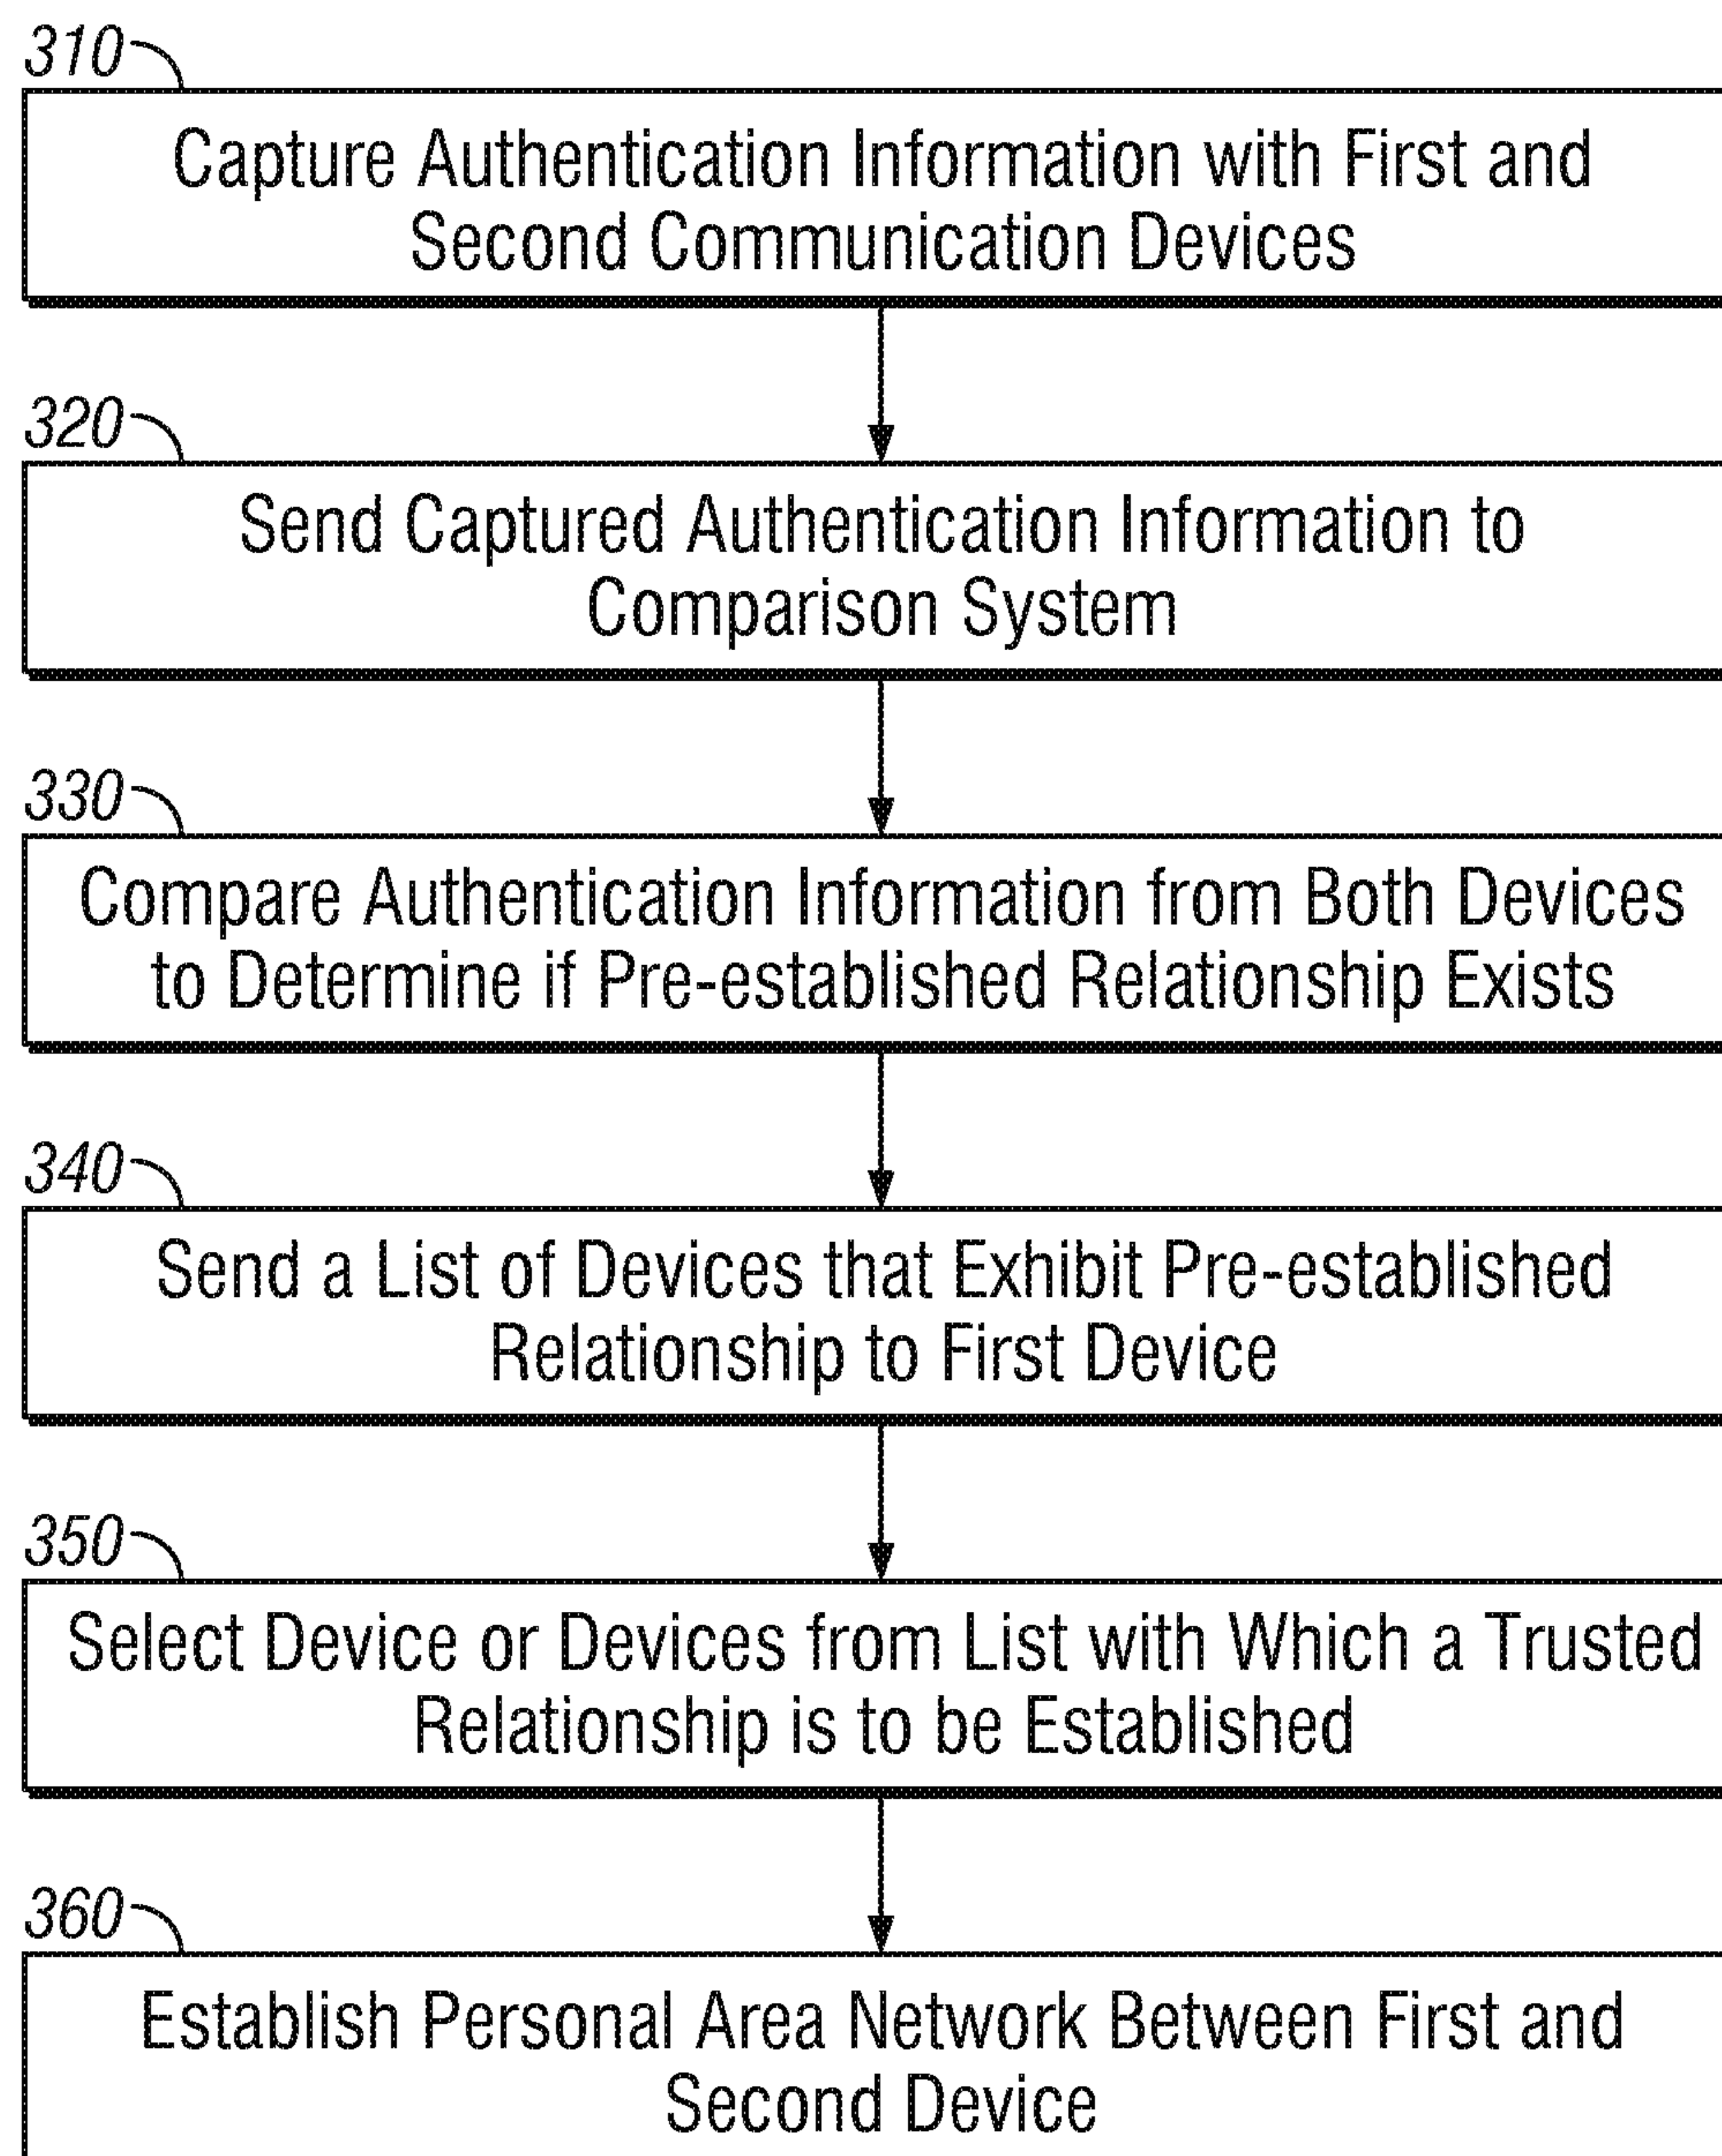 310
Capture Authentication Information with First and
Second Communication Devices
320
Send Captured Authentication Information to
Comparison System
330
Compare Authentication Information from Both Devices
to Determine if Pre-established Relationship Exists
340
Send a List of Devices that Exhibit Pre-established
Relationship to First Device
350
Select Device or Devices from List with Which a Trusted
Relationship is to be Established
360
Establish Personal Area Network Between First and
Second Device